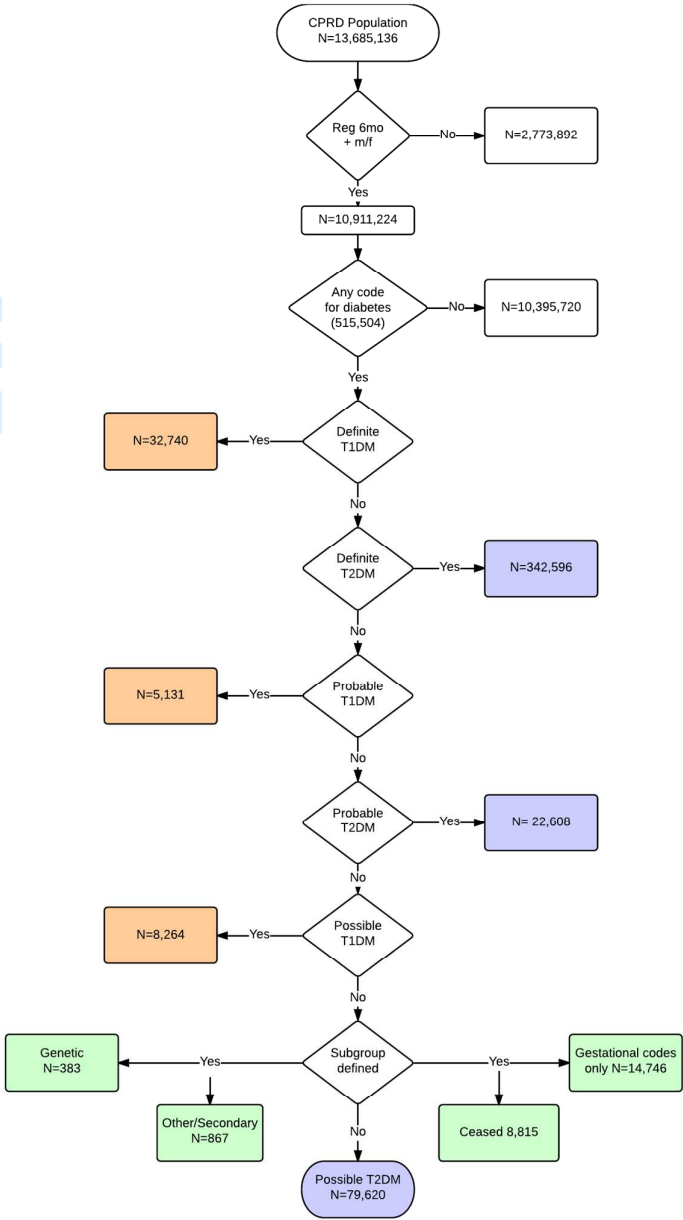 CPRD Population
N=13,685,136
Reg 6mo
+ m/f
No
N=2,773,892
Yes
N=10,911,224
Any code
for diabetes
(515,504)
No
N=10,395,720
Yes
Definite
T1DM
Yes
N=32,740
No
Definite
T2DM
Yes
N=342,596
No
Probable
T1DM
Yes
N=5,131
No
Probable
T2DM
Yes
N= 22,608
No
Possible
T1DM
Yes
N=8,264
No
Subgroup
defined
Yes
Genetic
N=383
Other/Secondary
N=867
Yes
Gestational codes
only N=14,746
Ceased 8,815
No
Possible T2DM
N=79,620